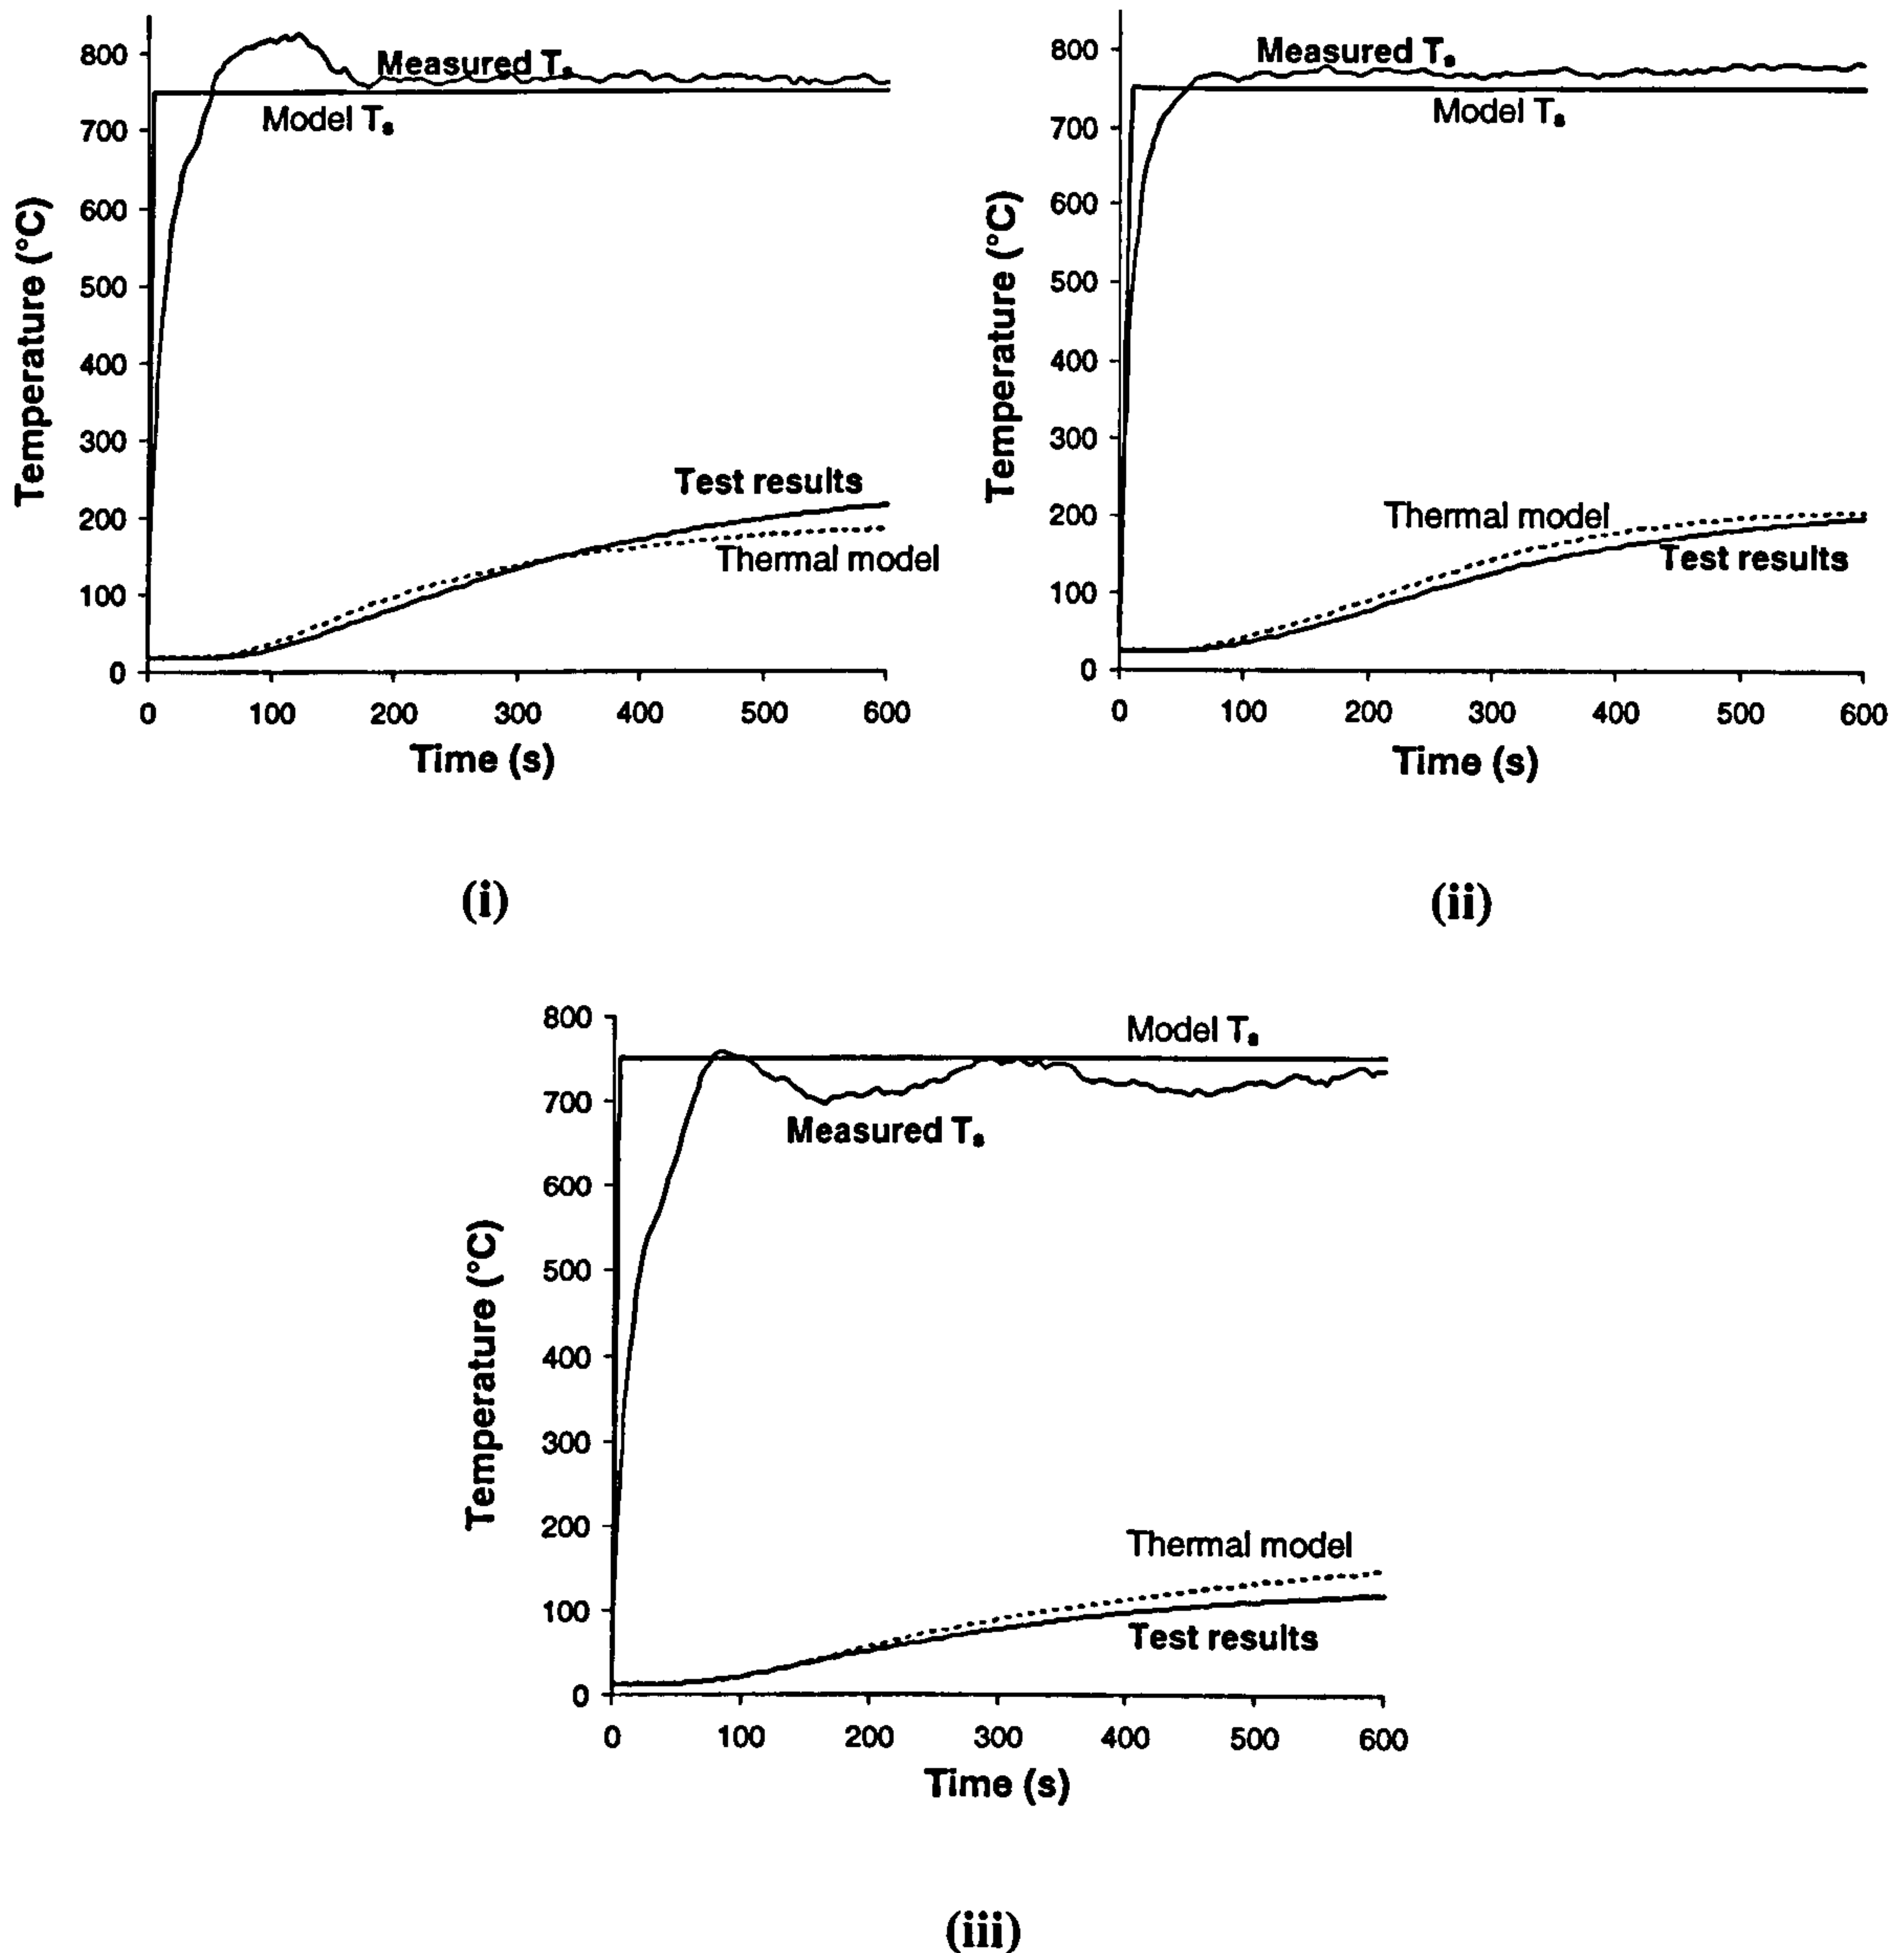 800
700
600
500
400
300
200
100
0
Temperature (°C)
Measured Ts
Model Ts
Test results
Thermal model
0 100 200 300 400 500 600
Time (s)
(i)
800
700
600
500
400
300
200
100
0
Temperature (°C)
Measured Ts
Model Ts
Thermal model
Test results
0 100 200 300 400 500 600
Time (s)
(ii)
800
700
600
500
400
300
200
100
0
Temperature (°C)
Model Ts
Measured Ts
Thermal model
Test results
0 100 200 300 400 500 600
Time (s)
(iii)